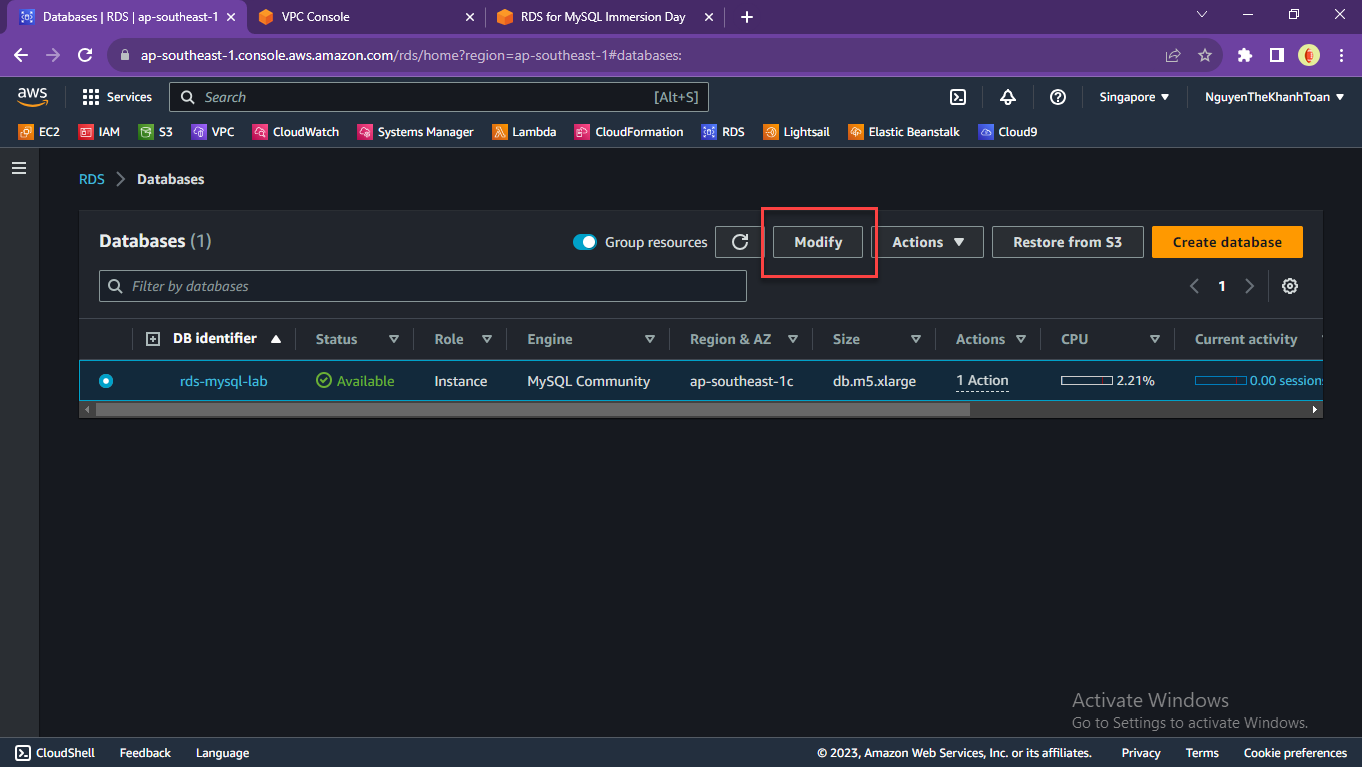 Databases | RDS | ap-southeast-1
VPC Console
RDS for MySQL Immersion Day
ap-southeast-1.console.aws.amazon.com/rds/home?region=ap-southeast-1#databases:
aws
Services
Search
[Alt+S]
Singapore
NguyenTheKhanhToan
EC2
IAM
S3
VPC
CloudWatch
Systems Manager
Lambda
CloudFormation
RDS
Lightsail
Elastic Beanstalk
Cloud9
RDS
Databases
Databases (1)
Group resources
Modify
Actions
Restore from S3
Create database
Filter by databases
1
DB identifier
Status
Role
Engine
Region & AZ
Size
Actions
CPU
Current activity
rds-mysql-lab
Available
Instance
MySQL Community
ap-southeast-1c
db.m5.xlarge
1 Action
2.21%
0.00 session
Activate Windows
Go to Settings to activate Windows.
CloudShell
Feedback
Language
© 2023, Amazon Web Services, Inc. or its affiliates.
Privacy
Terms
Cookie preferences